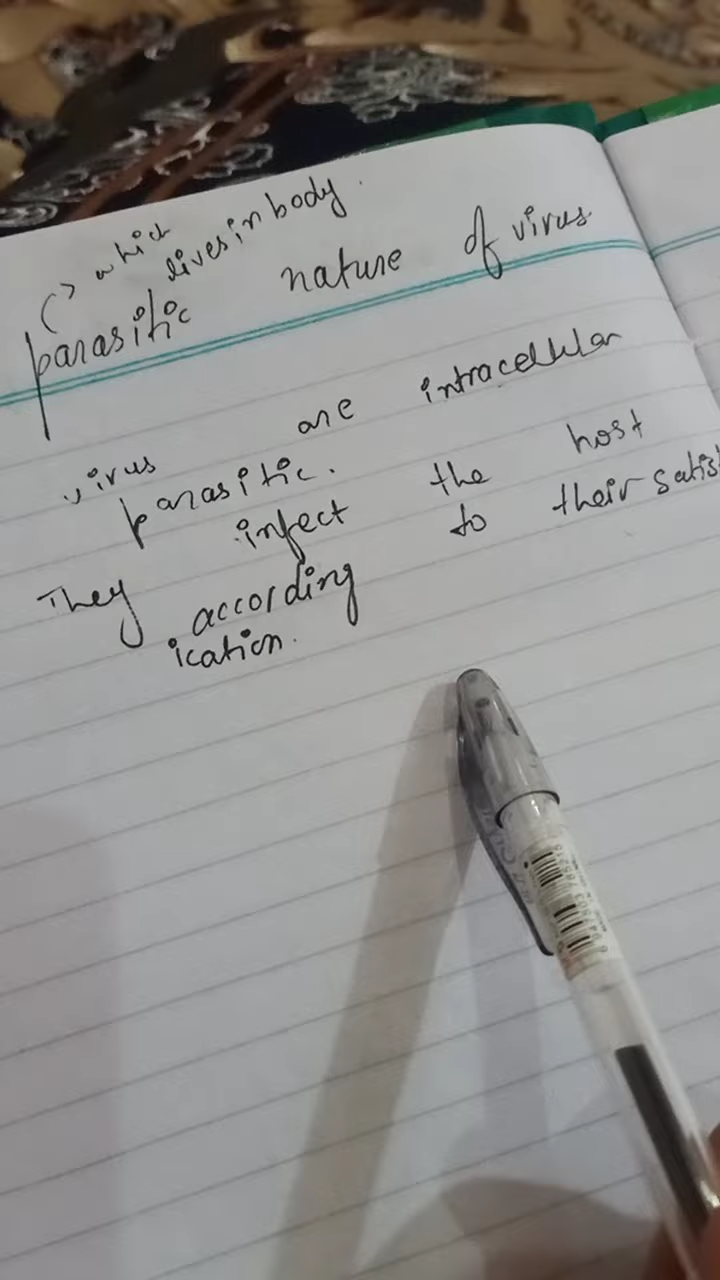 ↳ which
lives in body.
parasitic nature of virus
virus are intracellular
parasitic.
They infect the host
according to their satisf
ication.